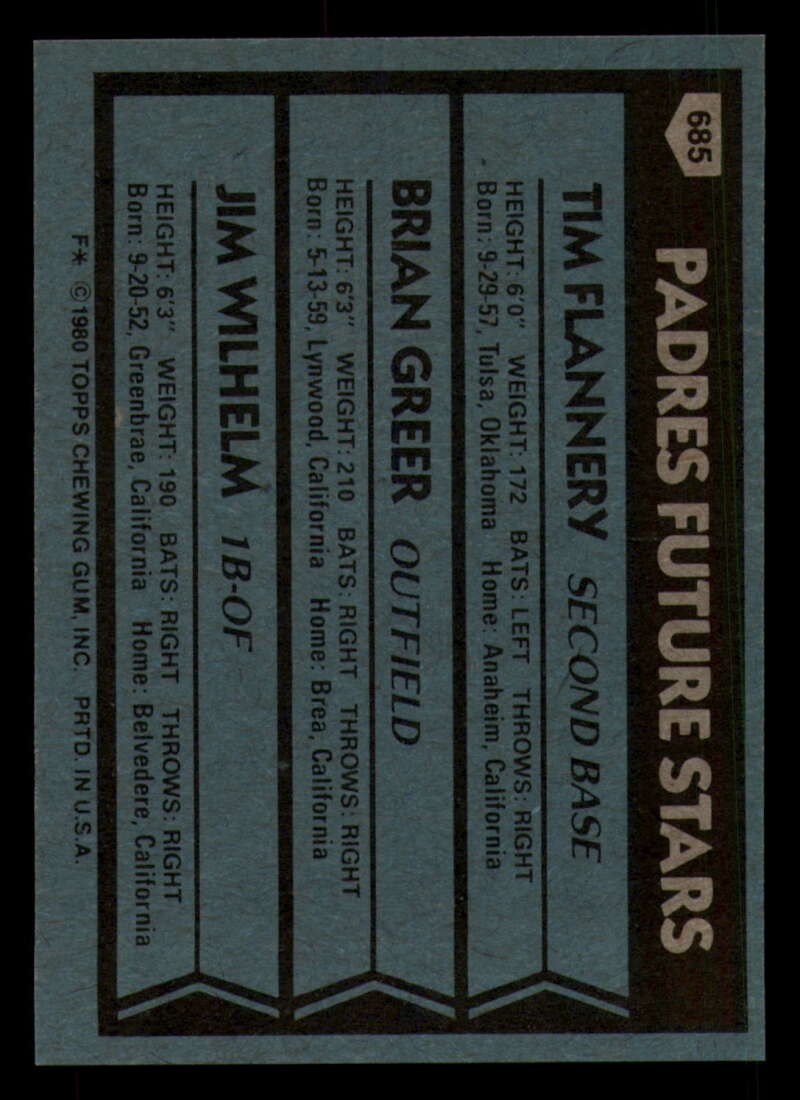 685
PADRES FUTURE STARS
TIM FLANNERY SECOND BASE
HEIGHT: 6'0" WEIGHT: 172 BATS: LEFT THROWS: RIGHT
Born: 9-29-57, Tulsa, Oklahoma Home: Anaheim, California
BRIAN GREER OUTFIELD
HEIGHT: 6'3" WEIGHT: 210 BATS: RIGHT THROWS: RIGHT
Born: 5-13-59, Lynwood, California Home: Brea, California
JIM WILHELM 1B-OF
HEIGHT: 6'3" WEIGHT: 190 BATS: RIGHT THROWS: RIGHT
Born: 9-20-52, Greenbrae, California Home: Belvedere, California
F* ©1980 TOPPS CHEWING GUM, INC. PRTD. IN U.S.A.